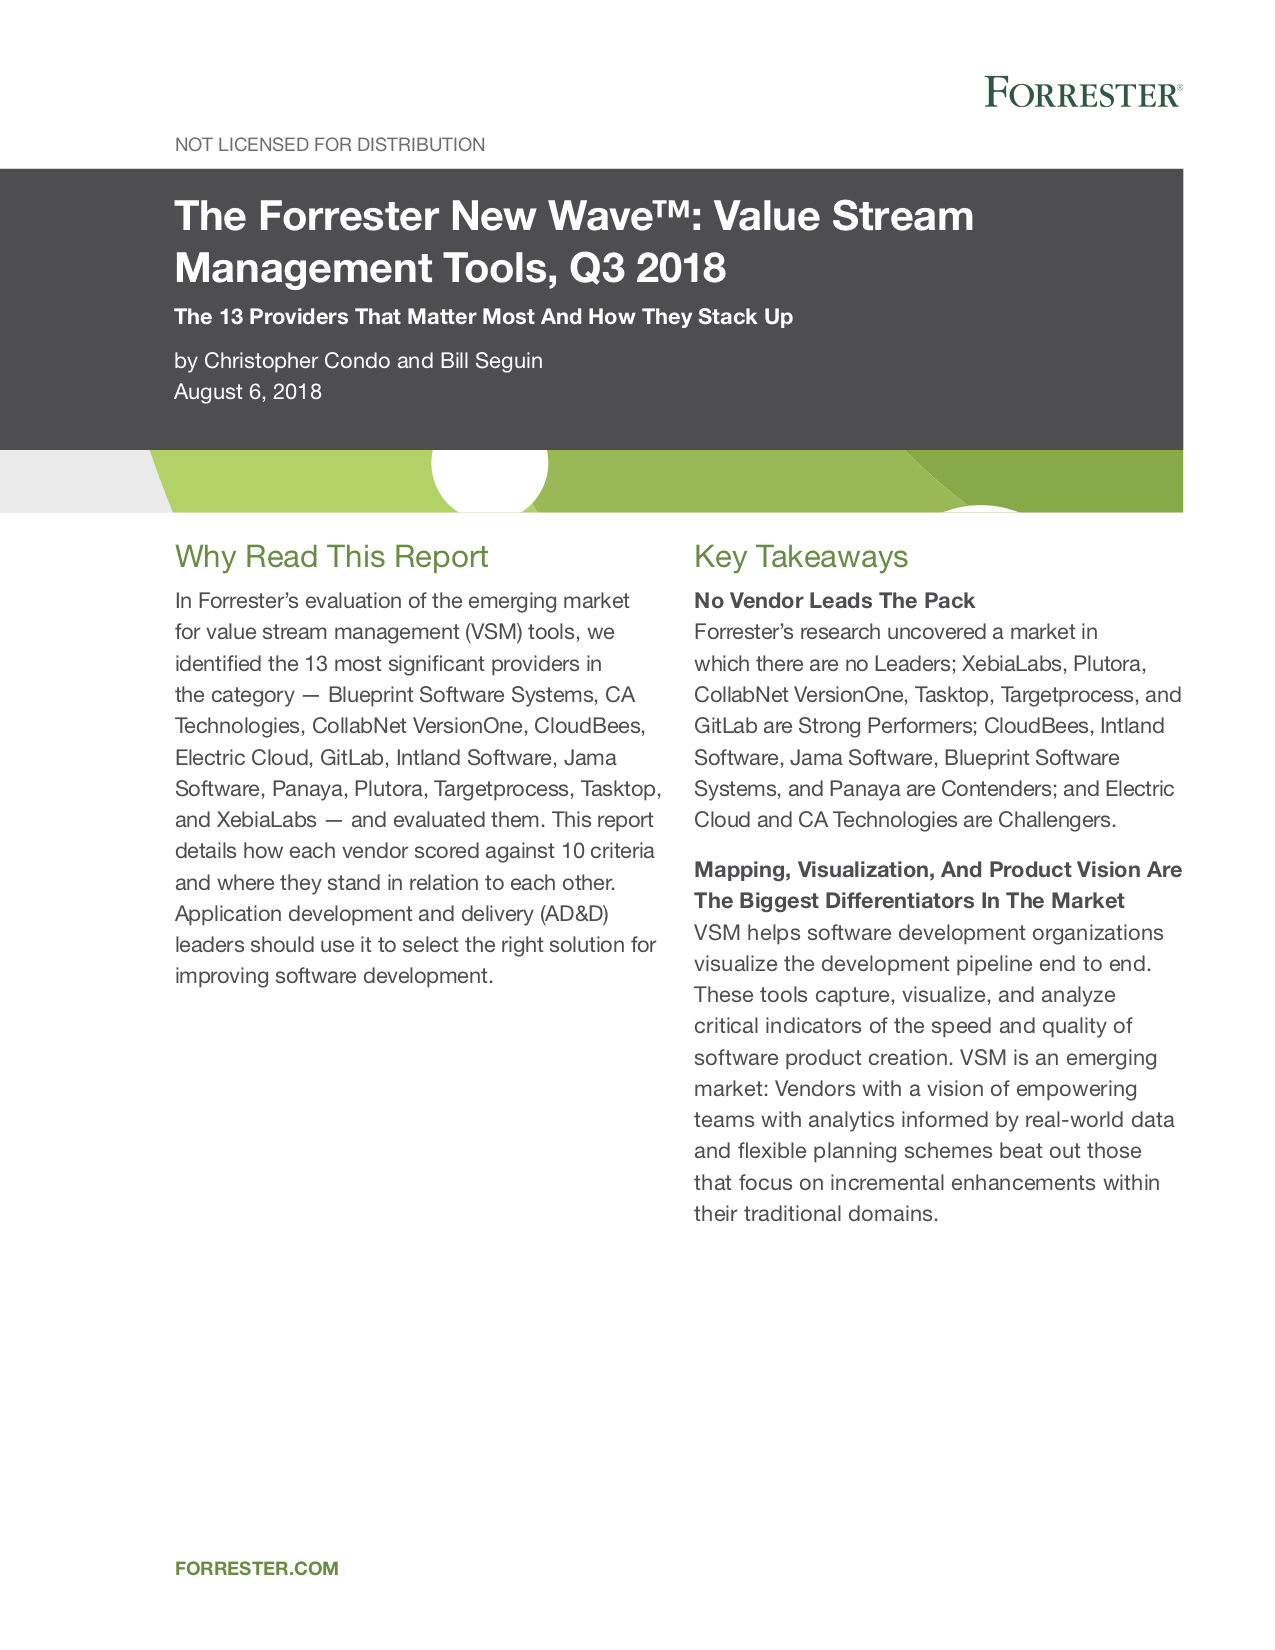 FORRESTER®
NOT LICENSED FOR DISTRIBUTION
The Forrester New Wave™: Value Stream
Management Tools, Q3 2018
The 13 Providers That Matter Most And How They Stack Up
by Christopher Condo and Bill Seguin
August 6, 2018
Why Read This Report
In Forrester’s evaluation of the emerging market
for value stream management (VSM) tools, we
identified the 13 most significant providers in
the category — Blueprint Software Systems, CA
Technologies, CollabNet VersionOne, CloudBees,
Electric Cloud, GitLab, Intland Software, Jama
Software, Panaya, Plutora, Targetprocess, Tasktop,
and XebiaLabs — and evaluated them. This report
details how each vendor scored against 10 criteria
and where they stand in relation to each other.
Application development and delivery (AD&D)
leaders should use it to select the right solution for
improving software development.
Key Takeaways
No Vendor Leads The Pack
Forrester’s research uncovered a market in
which there are no Leaders; XebiaLabs, Plutora,
CollabNet VersionOne, Tasktop, Targetprocess, and
GitLab are Strong Performers; CloudBees, Intland
Software, Jama Software, Blueprint Software
Systems, and Panaya are Contenders; and Electric
Cloud and CA Technologies are Challengers.
Mapping, Visualization, And Product Vision Are
The Biggest Differentiators In The Market
VSM helps software development organizations
visualize the development pipeline end to end.
These tools capture, visualize, and analyze
critical indicators of the speed and quality of
software product creation. VSM is an emerging
market: Vendors with a vision of empowering
teams with analytics informed by real-world data
and flexible planning schemes beat out those
that focus on incremental enhancements within
their traditional domains.
FORRESTER.COM